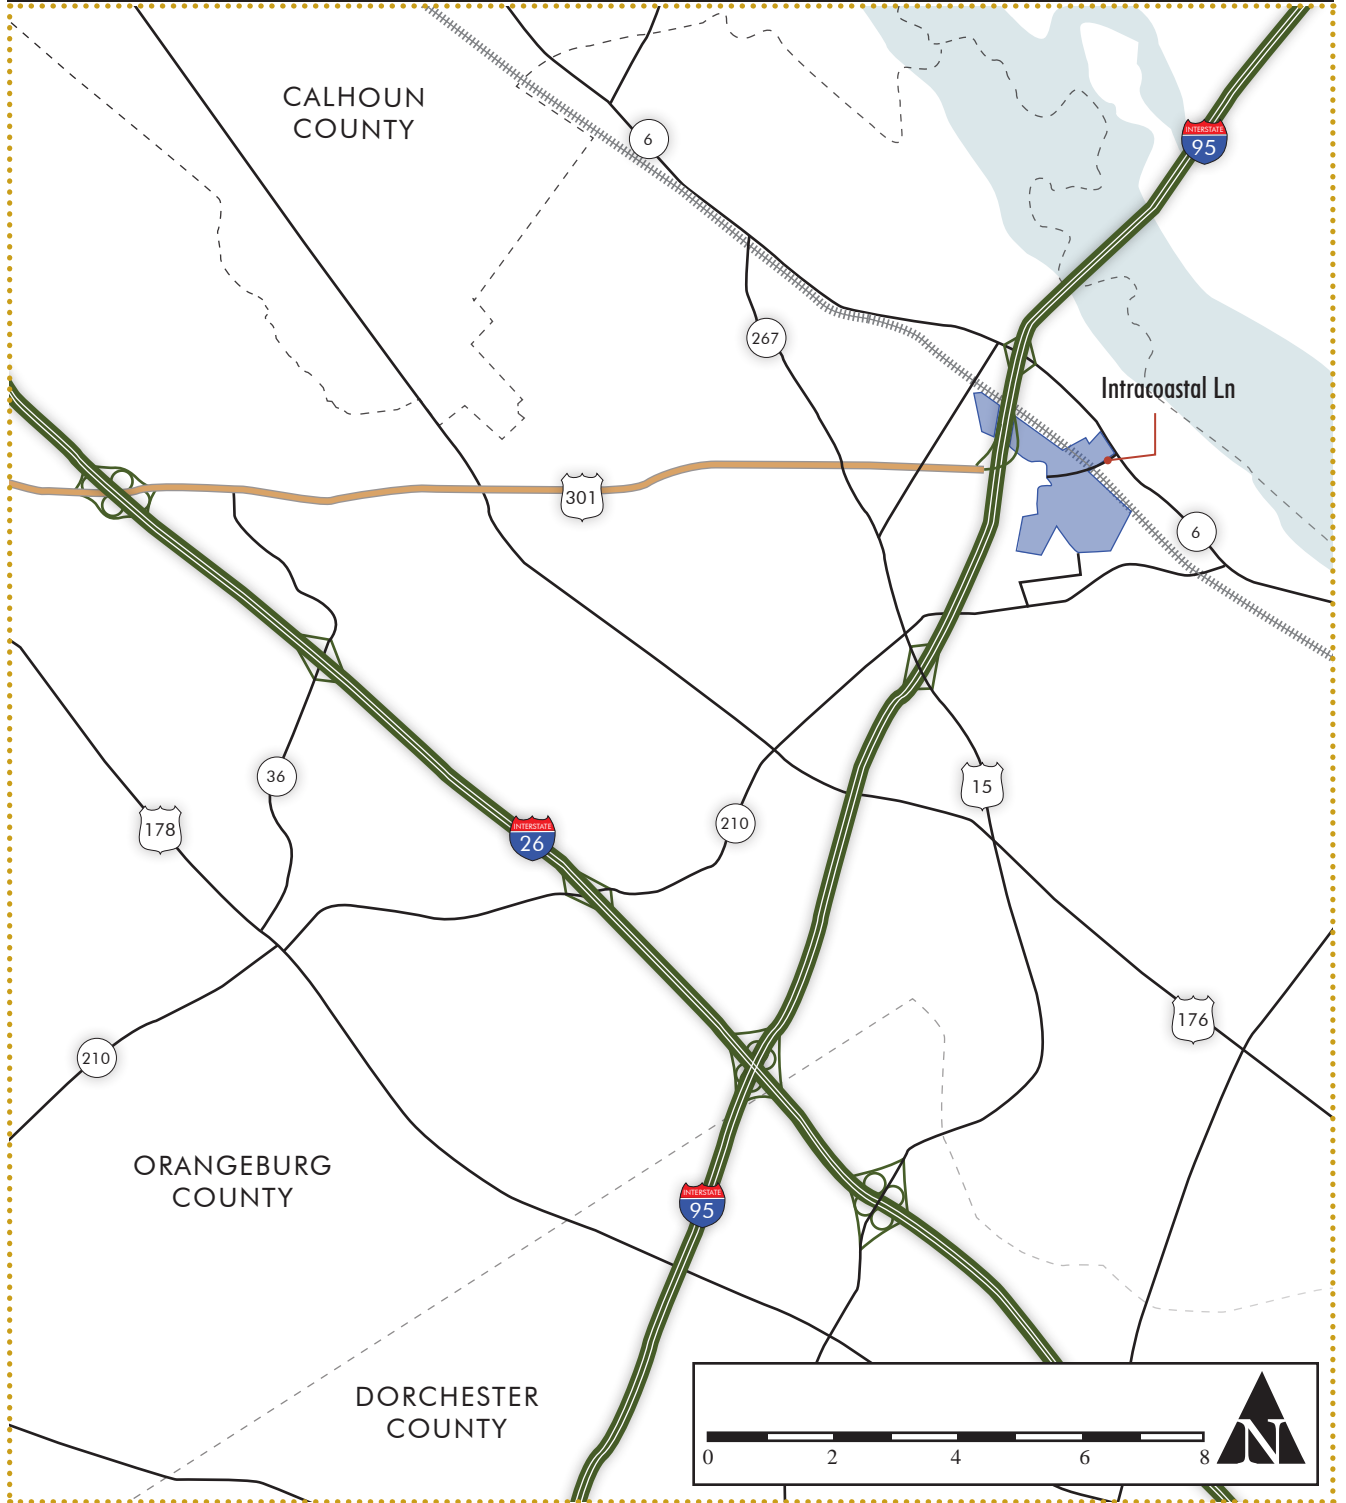 CALHOUN
COUNTY
6
INTERSTATE
95
267
Intracoastal Ln
301
6
36
178
INTERSTATE
26
210
15
176
210
ORANGEBURG
COUNTY
INTERSTATE
95
DORCHESTER
COUNTY
0 2 4 6 8
N